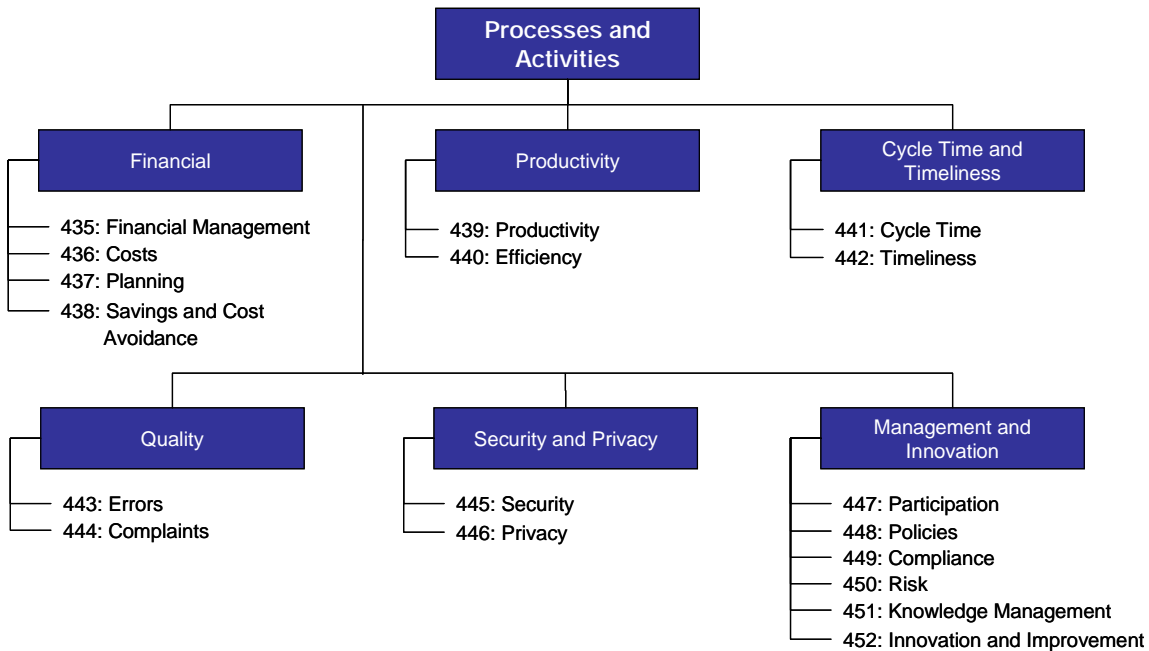 Processes and
Activities
Financial
435: Financial Management
436: Costs
437: Planning
438: Savings and Cost
Avoidance
Productivity
439: Productivity
440: Efficiency
Cycle Time and
Timeliness
441: Cycle Time
442: Timeliness
Quality
443: Errors
444: Complaints
Security and Privacy
445: Security
446: Privacy
Management and
Innovation
447: Participation
448: Policies
449: Compliance
450: Risk
451: Knowledge Management
452: Innovation and Improvement